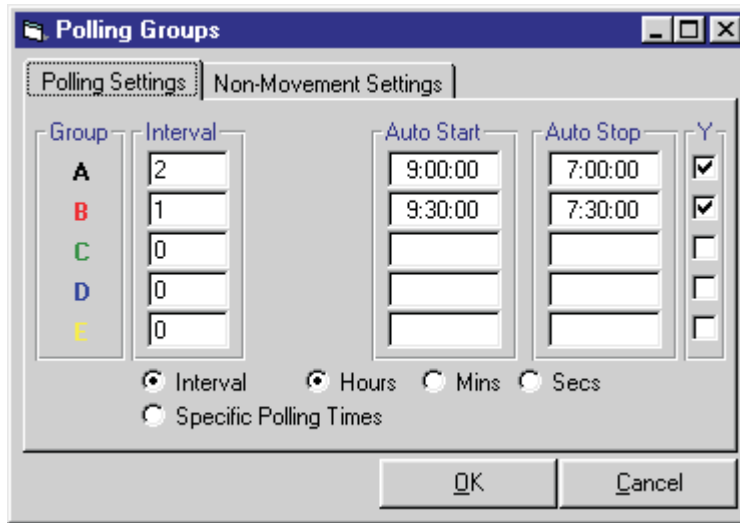 Polling Groups
Polling Settings Non-Movement Settings
Group Interval Auto Start Auto Stop Y
A 2 9:00:00 7:00:00
B 1 9:30:00 7:30:00
C 0
D 0
E 0
Interval Hours Mins Secs
Specific Polling Times
OK Cancel